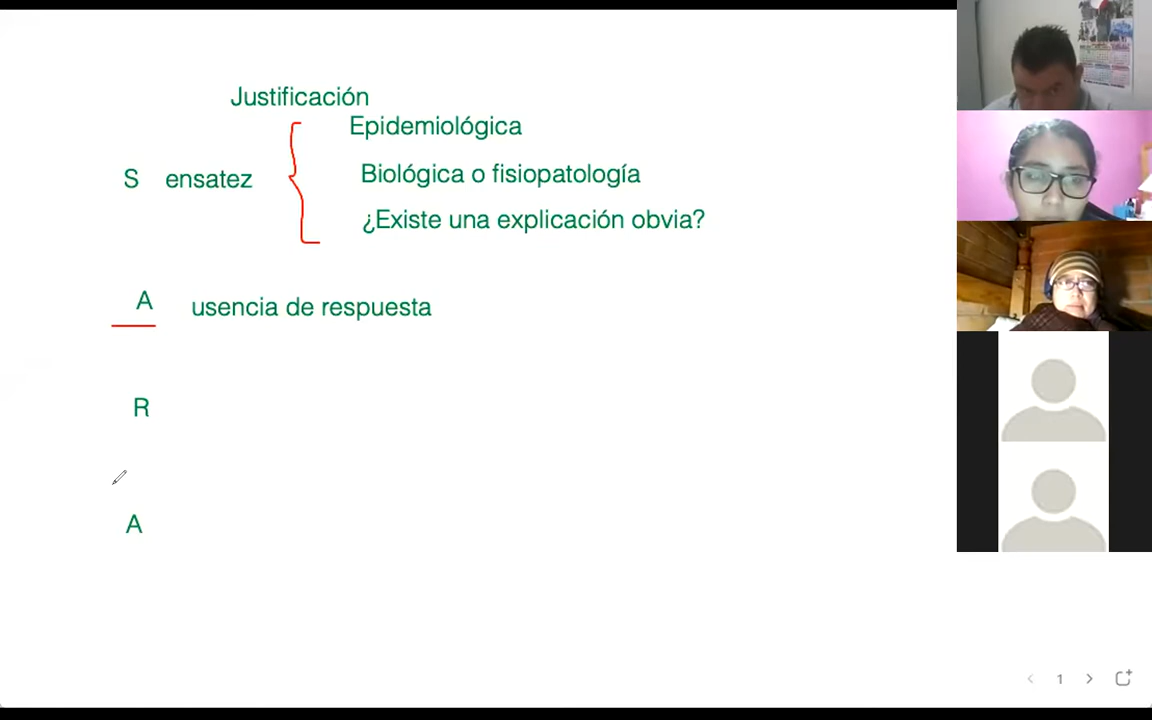 Justificación
Epidemiológica
S ensatez
Biológica o fisiopatología
¿Existe una explicación obvia?
A usencia de respuesta
R
A
1